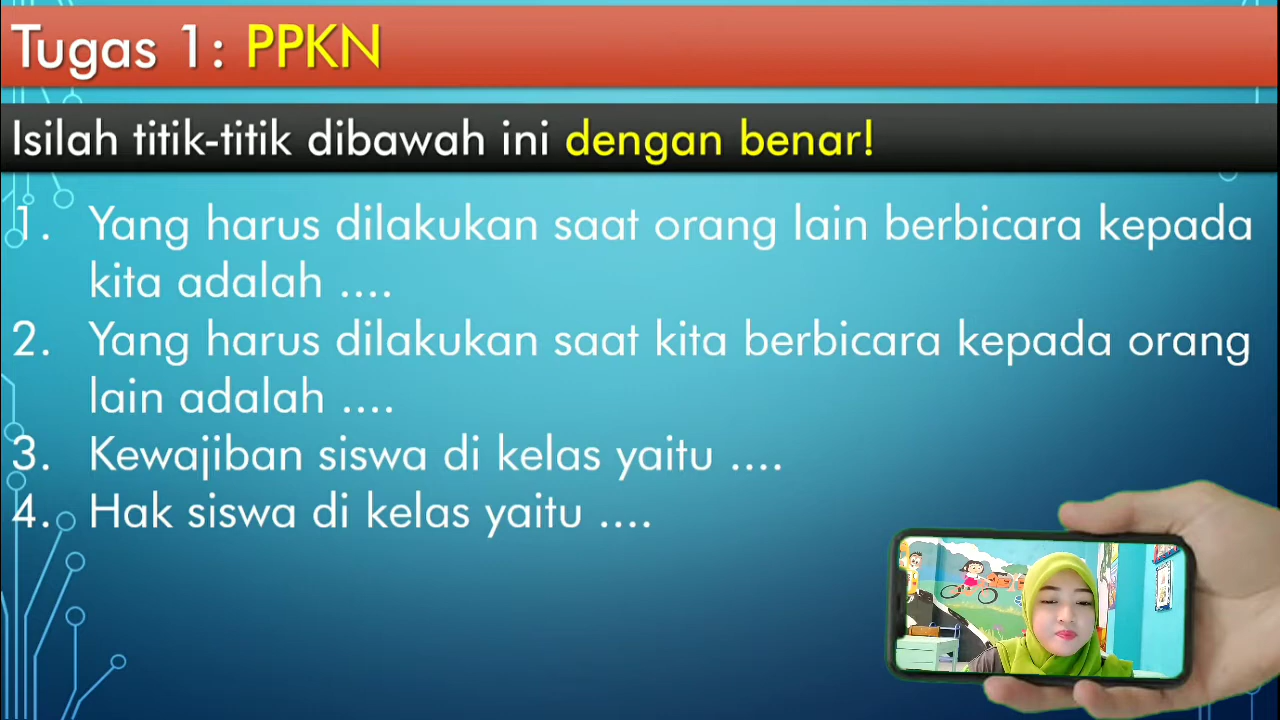 Tugas 1: PPKN
Isilah titik-titik dibawah ini dengan benar!
1. Yang harus dilakukan saat orang lain berbicara kepada
kita adalah ....
2. Yang harus dilakukan saat kita berbicara kepada orang
lain adalah ....
3. Kewajiban siswa di kelas yaitu ....
4. Hak siswa di kelas yaitu ....